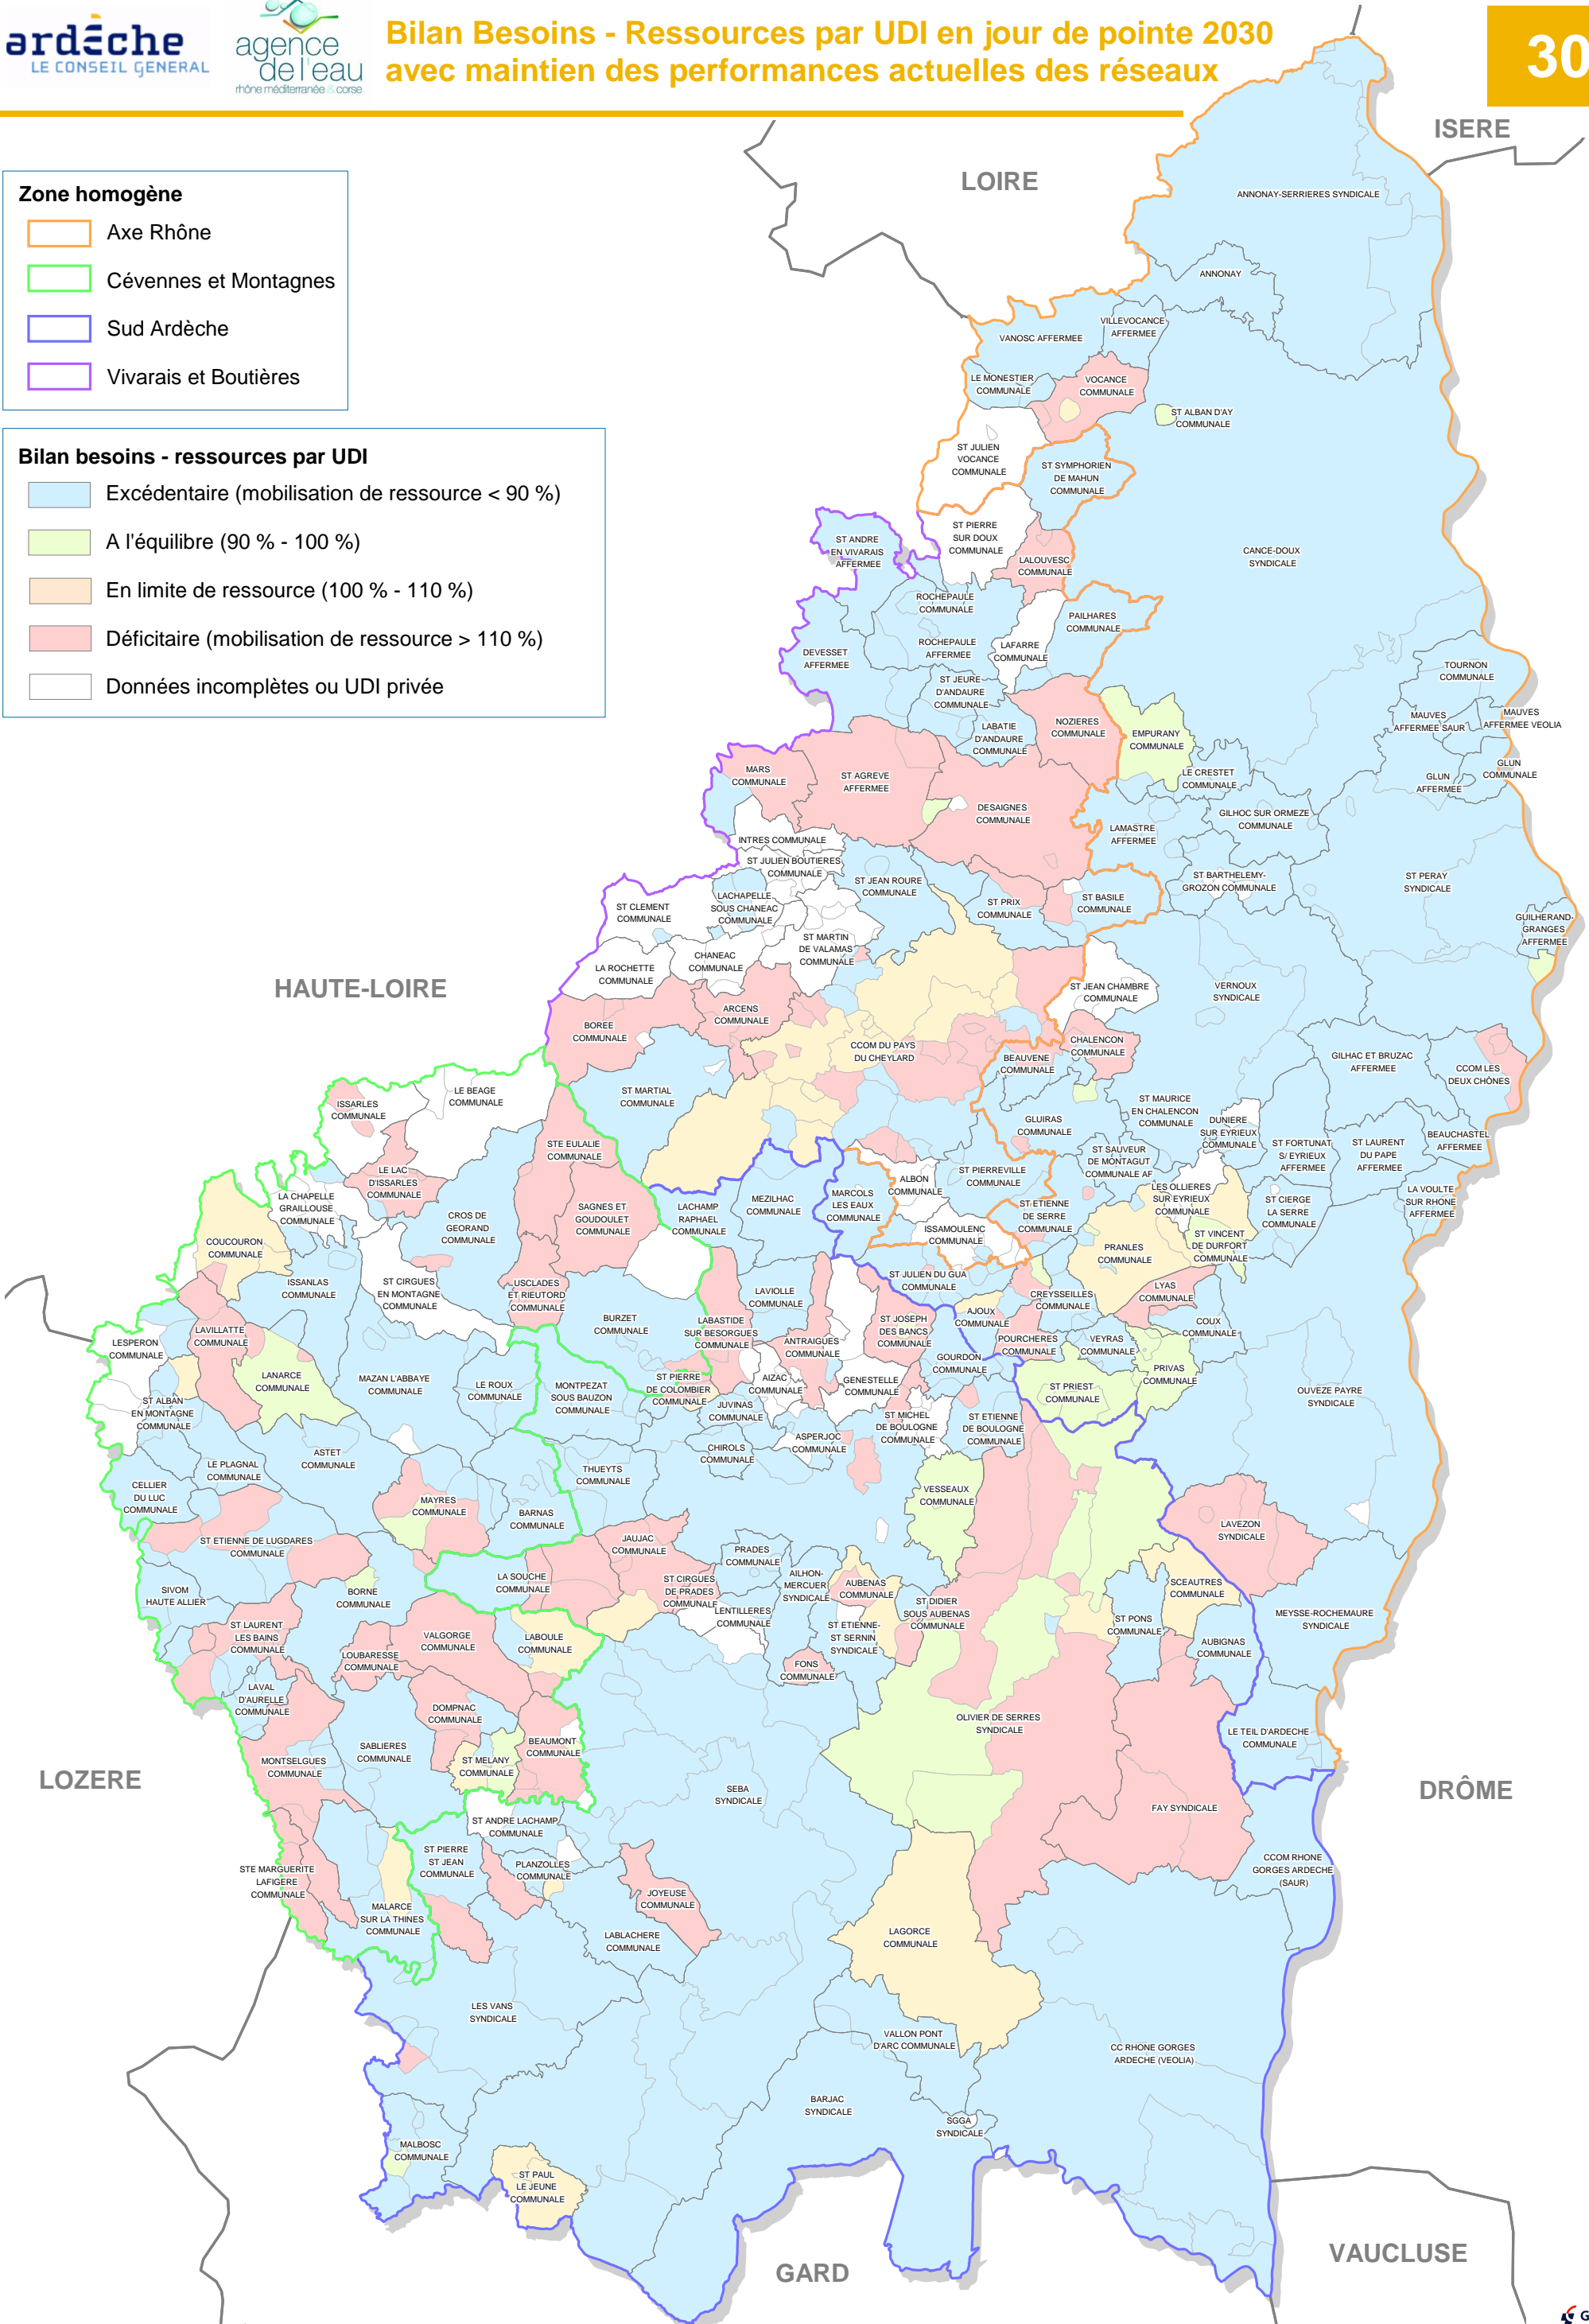 ardèche
LE CONSEIL GENERAL
agence
de l'eau
rhône méditerranée & corse
Bilan Besoins - Ressources par UDI en jour de pointe 2030
avec maintien des performances actuelles des réseaux
30
Zone homogène
Axe Rhône
Cévennes et Montagnes
Sud Ardèche
Vivarais et Boutières
Bilan besoins - ressources par UDI
Excédentaire (mobilisation de ressource < 90 %)
A l'équilibre (90 % - 100 %)
En limite de ressource (100 % - 110 %)
Déficitaire (mobilisation de ressource > 110 %)
Données incomplètes ou UDI privée
ISERE
LOIRE
HAUTE-LOIRE
LOZERE
DRÔME
GARD
VAUCLUSE
ANNONAY-SERRIERES SYNDICALE
ANNONAY
VILLEVOCANCE
AFFERMEE
VANOSC AFFERMEE
LE MONESTIER
COMMUNALE
VOCANCE
COMMUNALE
ST ALBAN D'AY
COMMUNALE
ST JULIEN
VOCANCE
COMMUNALE
ST SYMPHORIEN
DE MAHUN
COMMUNALE
ST PIERRE
SUR DOUX
COMMUNALE
ST ANDRE
EN VIVARAIS
AFFERMEE
LALOUVESC
COMMUNALE
CANCE-DOUX
SYNDICALE
ROCHEPAULE
COMMUNALE
PAILHARES
COMMUNALE
ROCHEPAULE
AFFERMEE
LAFARRE
COMMUNALE
DEVESSET
AFFERMEE
TOURNON
COMMUNALE
ST JEURE
D'ANDAURE
COMMUNALE
NOZIERES
COMMUNALE
MAUVES
AFFERMEE SAUR
MAUVES
AFFERMEE VEOLIA
LABATIE
D'ANDAURE
COMMUNALE
EMPURANY
COMMUNALE
MARS
COMMUNALE
ST AGREVE
AFFERMEE
LE CRESTET
COMMUNALE
GLUN
AFFERMEE
GLUN
COMMUNALE
DESAIGNES
COMMUNALE
GILHOC SUR ORMEZE
COMMUNALE
LAMASTRE
AFFERMEE
INTRES COMMUNALE
ST JULIEN BOUTIERES
COMMUNALE
ST JEAN ROURE
COMMUNALE
ST BARTHELEMY-
GROZON COMMUNALE
ST PERAY
SYNDICALE
LACHAPELLE
SOUS CHANEAC
COMMUNALE
ST PRIX
COMMUNALE
ST BASILE
COMMUNALE
ST CLEMENT
COMMUNALE
GUILHERAND-
GRANGES
AFFERMEE
ST MARTIN
DE VALAMAS
COMMUNALE
CHANEAC
COMMUNALE
LA ROCHETTE
COMMUNALE
ST JEAN CHAMBRE
COMMUNALE
VERNOUX
SYNDICALE
ARCENS
COMMUNALE
BOREE
COMMUNALE
CCOM DU PAYS
DU CHEYLARD
CHALENCON
COMMUNALE
BEAUVENE
COMMUNALE
GILHAC ET BRUZAC
AFFERMEE
CCOM LES
DEUX CHÔNES
LE BEAGE
COMMUNALE
ST MARTIAL
COMMUNALE
ISSARLES
COMMUNALE
ST MAURICE
EN CHALENCON
COMMUNALE
GLUIRAS
COMMUNALE
DUNIERE
SUR EYRIEUX
COMMUNALE
ST FORTUNAT
S/ EYRIEUX
AFFERMEE
ST LAURENT
DU PAPE
AFFERMEE
BEAUCHASTEL
AFFERMEE
STE EULALIE
COMMUNALE
ST SAUVEUR
DE MONTAGUT
COMMUNALE AF
LE LAC
D'ISSARLES
COMMUNALE
ALBON
COMMUNALE
ST PIERREVILLE
COMMUNALE
LES OLLIERES
SUR EYRIEUX
COMMUNALE
ST CIERGE
LA SERRE
COMMUNALE
LA VOULTE
SUR RHONE
AFFERMEE
LA CHAPELLE
GRAILLOUSE
COMMUNALE
SAGNES ET
GOUDOULET
COMMUNALE
LACHAMP
RAPHAEL
COMMUNALE
MEZILHAC
COMMUNALE
MARCOLS
LES EAUX
COMMUNALE
ST ETIENNE
DE SERRE
COMMUNALE
CROS DE
GEORAND
COMMUNALE
ISSAMOULENC
COMMUNALE
ST VINCENT
DE DURFORT
COMMUNALE
COUCOURON
COMMUNALE
PRANLES
COMMUNALE
ISSANLAS
COMMUNALE
ST CIRGUES
EN MONTAGNE
COMMUNALE
USCLADES
ET RIEUTORD
COMMUNALE
ST JULIEN DU GUA
COMMUNALE
LAVIOLLE
COMMUNALE
CREYSSEILLES
COMMUNALE
LYAS
COMMUNALE
BURZET
COMMUNALE
LABASTIDE
SUR BESORGUES
COMMUNALE
ST JOSEPH
DES BANCS
COMMUNALE
AJOUX
COMMUNALE
COUX
COMMUNALE
LAVILLATTE
COMMUNALE
LESPERON
COMMUNALE
ANTRAIGUES
COMMUNALE
POURCHERES
COMMUNALE
VEYRAS
COMMUNALE
GOURDON
COMMUNALE
PRIVAS
COMMUNALE
LANARCE
COMMUNALE
MAZAN L'ABBAYE
COMMUNALE
LE ROUX
COMMUNALE
MONTPEZAT
SOUS BAUZON
COMMUNALE
ST PIERRE
DE COLOMBIER
COMMUNALE
AIZAC
COMMUNALE
GENESTELLE
COMMUNALE
ST PRIEST
COMMUNALE
OUVEZE PAYRE
SYNDICALE
ST ALBAN
EN MONTAGNE
COMMUNALE
JUVINAS
COMMUNALE
ST MICHEL
DE BOULOGNE
COMMUNALE
ST ETIENNE
DE BOULOGNE
COMMUNALE
ASPERJOC
COMMUNALE
CHIROLS
COMMUNALE
ASTET
COMMUNALE
LE PLAGNAL
COMMUNALE
THUEYTS
COMMUNALE
CELLIER
DU LUC
COMMUNALE
VESSEAUX
COMMUNALE
MAYRES
COMMUNALE
BARNAS
COMMUNALE
LAVEZON
SYNDICALE
ST ETIENNE DE LUGDARES
COMMUNALE
JAUJAC
COMMUNALE
PRADES
COMMUNALE
LA SOUCHE
COMMUNALE
ST CIRGUES
DE PRADES
COMMUNALE
AILHON-
MERCUER
SYNDICALE
AUBENAS
COMMUNALE
SCEAUTRES
COMMUNALE
SIVOM
HAUTE ALLIER
BORNE
COMMUNALE
ST DIDIER
SOUS AUBENAS
COMMUNALE
LENTILLERES
COMMUNALE
MEYSSE-ROCHEMAURE
SYNDICALE
ST LAURENT
LES BAINS
COMMUNALE
ST ETIENNE-
ST SERNIN
SYNDICALE
ST PONS
COMMUNALE
VALGORGE
COMMUNALE
LABOULE
COMMUNALE
AUBIGNAS
COMMUNALE
LOUBARESSE
COMMUNALE
FONS
COMMUNALE
LAVAL
D'AURELLE
COMMUNALE
DOMPNAC
COMMUNALE
OLIVIER DE SERRES
SYNDICALE
LE TEIL D'ARDECHE
COMMUNALE
SABLIERES
COMMUNALE
BEAUMONT
COMMUNALE
MONTSELGUES
COMMUNALE
ST MELANY
COMMUNALE
SEBA
SYNDICALE
FAY SYNDICALE
ST ANDRE LACHAMP
COMMUNALE
ST PIERRE
ST JEAN
COMMUNALE
CCOM RHONE
GORGES ARDECHE
(SAUR)
PLANZOLLES
COMMUNALE
STE MARGUERITE
LAFIGERE
COMMUNALE
JOYEUSE
COMMUNALE
MALARCE
SUR LA THINES
COMMUNALE
LABLACHERE
COMMUNALE
LAGORCE
COMMUNALE
LES VANS
SYNDICALE
VALLON PONT
D'ARC COMMUNALE
CC RHONE GORGES
ARDECHE (VEOLIA)
BARJAC
SYNDICALE
SGGA
SYNDICALE
MALBOSC
COMMUNALE
ST PAUL
LE JEUNE
COMMUNALE
G